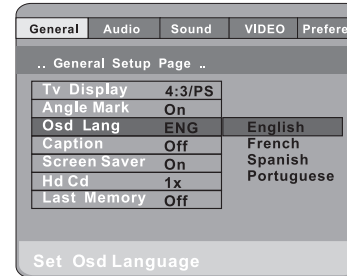 General Audio Sound VIDEO Prefere
.. General Setup Page ..
Tv Display 4:3/PS
Angle Mark On
Osd Lang ENG English
Caption Off French
Screen Saver On Spanish
Hd Cd 1x Portuguese
Last Memory Off
Set Osd Language